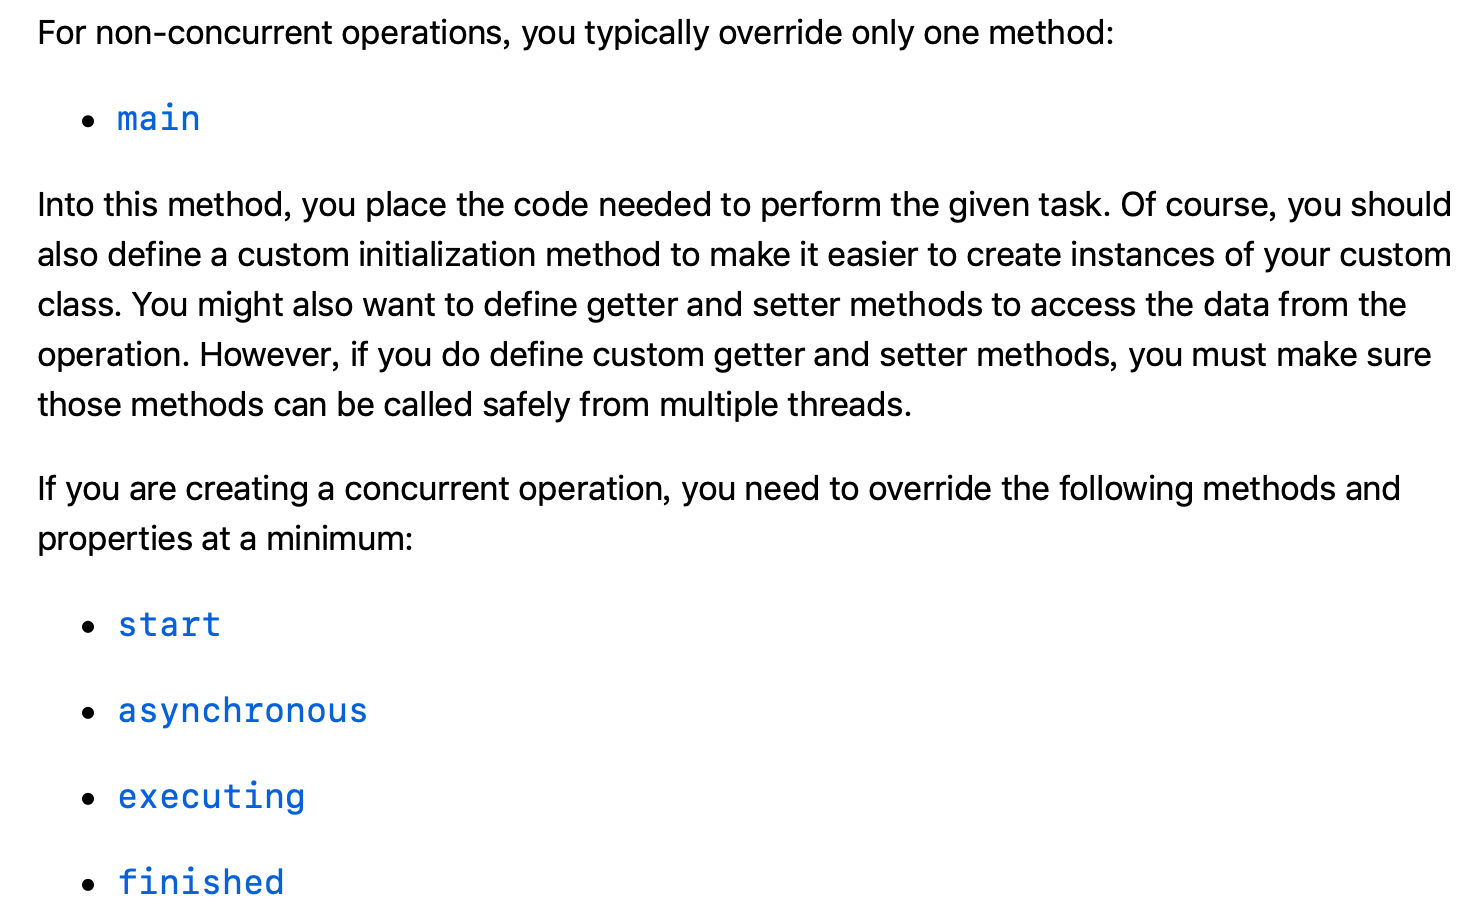 For non-concurrent operations, you typically override only one method:
• main
Into this method, you place the code needed to perform the given task. Of course, you should
also define a custom initialization method to make it easier to create instances of your custom
class. You might also want to define getter and setter methods to access the data from the
operation. However, if you do define custom getter and setter methods, you must make sure
those methods can be called safely from multiple threads.
If you are creating a concurrent operation, you need to override the following methods and
properties at a minimum:
• start
• asynchronous
• executing
• finished